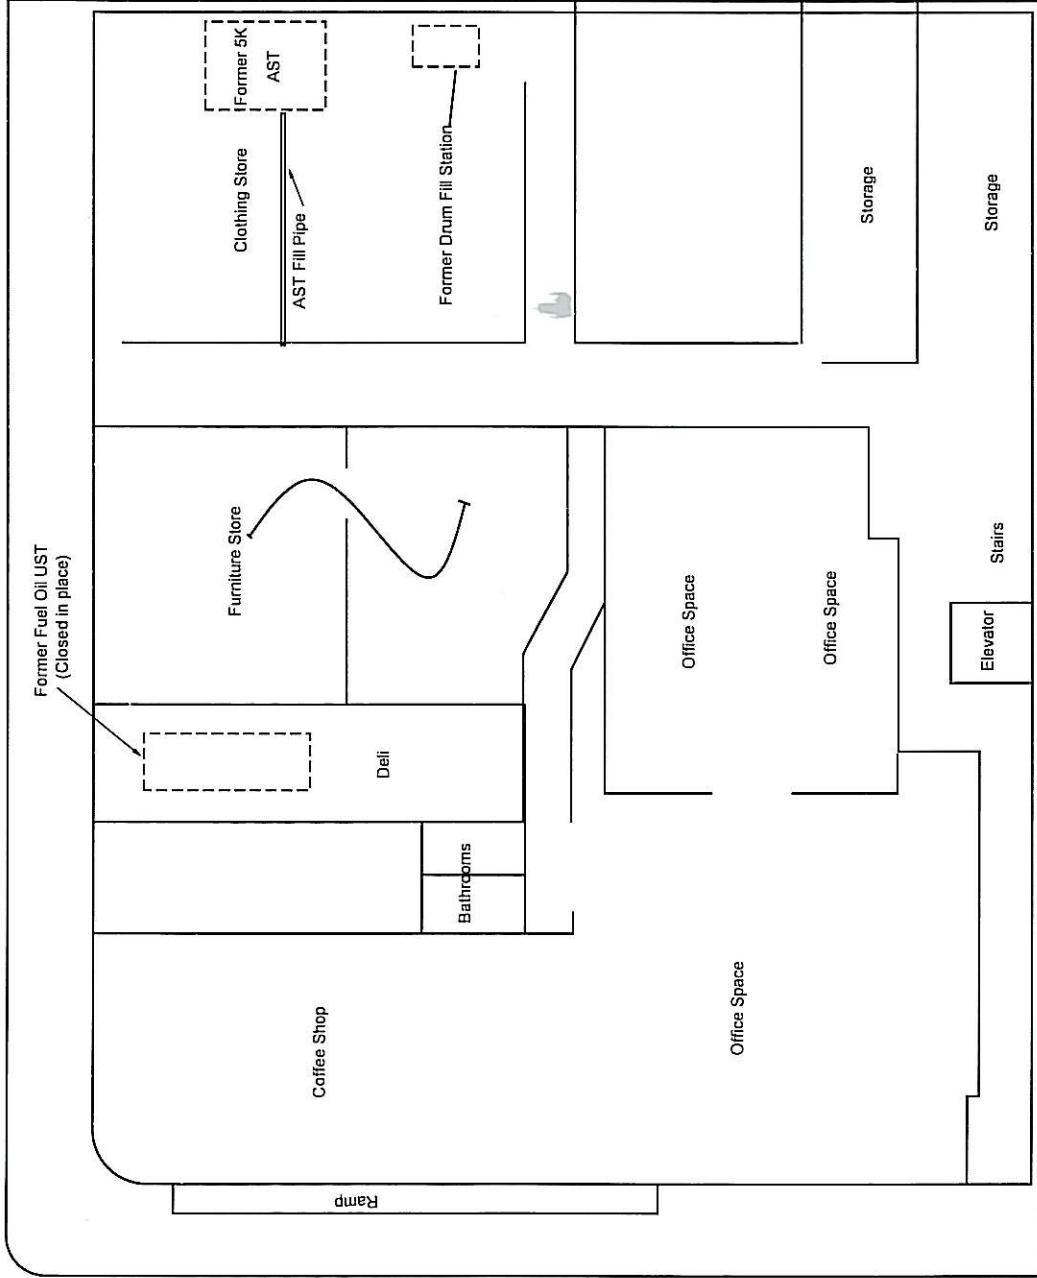 Former 5K
AST
Clothing Store
AST Fill Pipe
Former Drum Fill Station
Storage
Storage
Former Fuel Oil UST
(Closed in place)
Furniture Store
Deli
Bathrooms
Office Space
Office Space
Stairs
Elevator
Coffee Shop
Office Space
Ramp